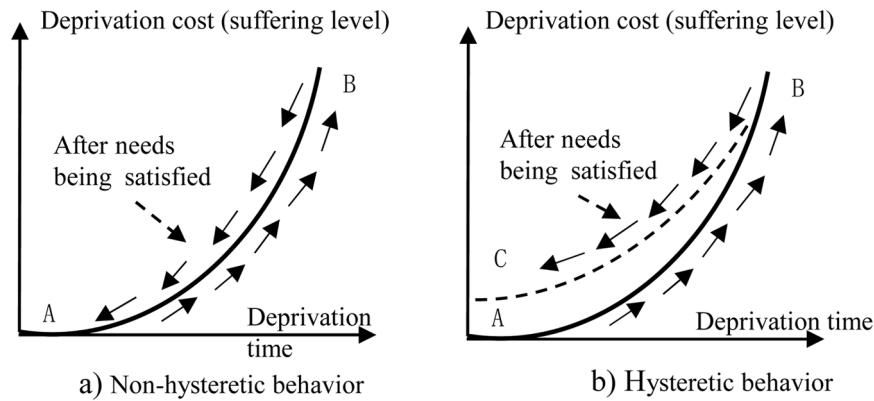 Deprivation cost (suffering level)
B
After needs
being satisfied
A
Deprivation
time
a) Non-hysteretic behavior
Deprivation cost (suffering level)
B
After needs
being satisfied
C
A
Deprivation time
b) Hysteretic behavior